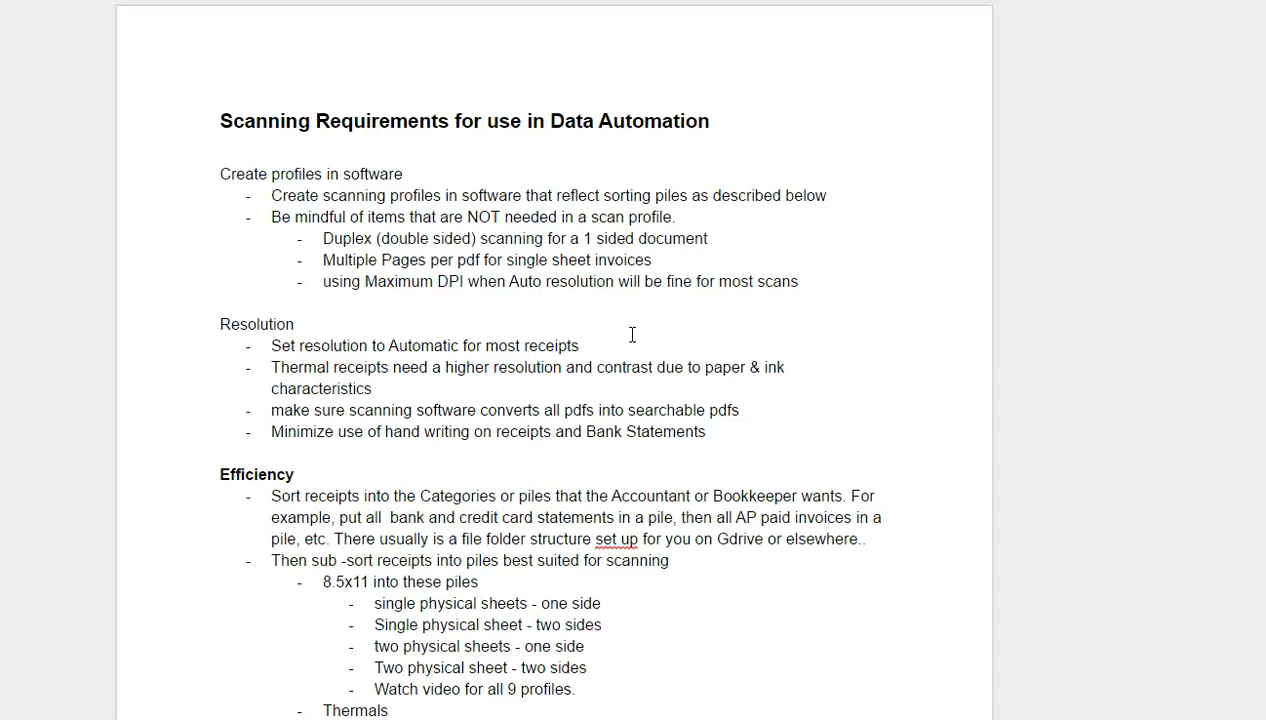 Scanning Requirements for use in Data Automation
Create profiles in software
- Create scanning profiles in software that reflect sorting piles as described below
- Be mindful of items that are NOT needed in a scan profile.
- Duplex (double sided) scanning for a 1 sided document
- Multiple Pages per pdf for single sheet invoices
- using Maximum DPI when Auto resolution will be fine for most scans
Resolution
- Set resolution to Automatic for most receipts
- Thermal receipts need a higher resolution and contrast due to paper & ink
characteristics
- make sure scanning software converts all pdfs into searchable pdfs
- Minimize use of hand writing on receipts and Bank Statements
Efficiency
- Sort receipts into the Categories or piles that the Accountant or Bookkeeper wants. For
example, put all  bank and credit card statements in a pile, then all AP paid invoices in a
pile, etc. There usually is a file folder structure set up for you on Gdrive or elsewhere..
- Then sub -sort receipts into piles best suited for scanning
- 8.5x11 into these piles
- single physical sheets - one side
- Single physical sheet - two sides
- two physical sheets - one side
- Two physical sheet - two sides
- Watch video for all 9 profiles.
- Thermals